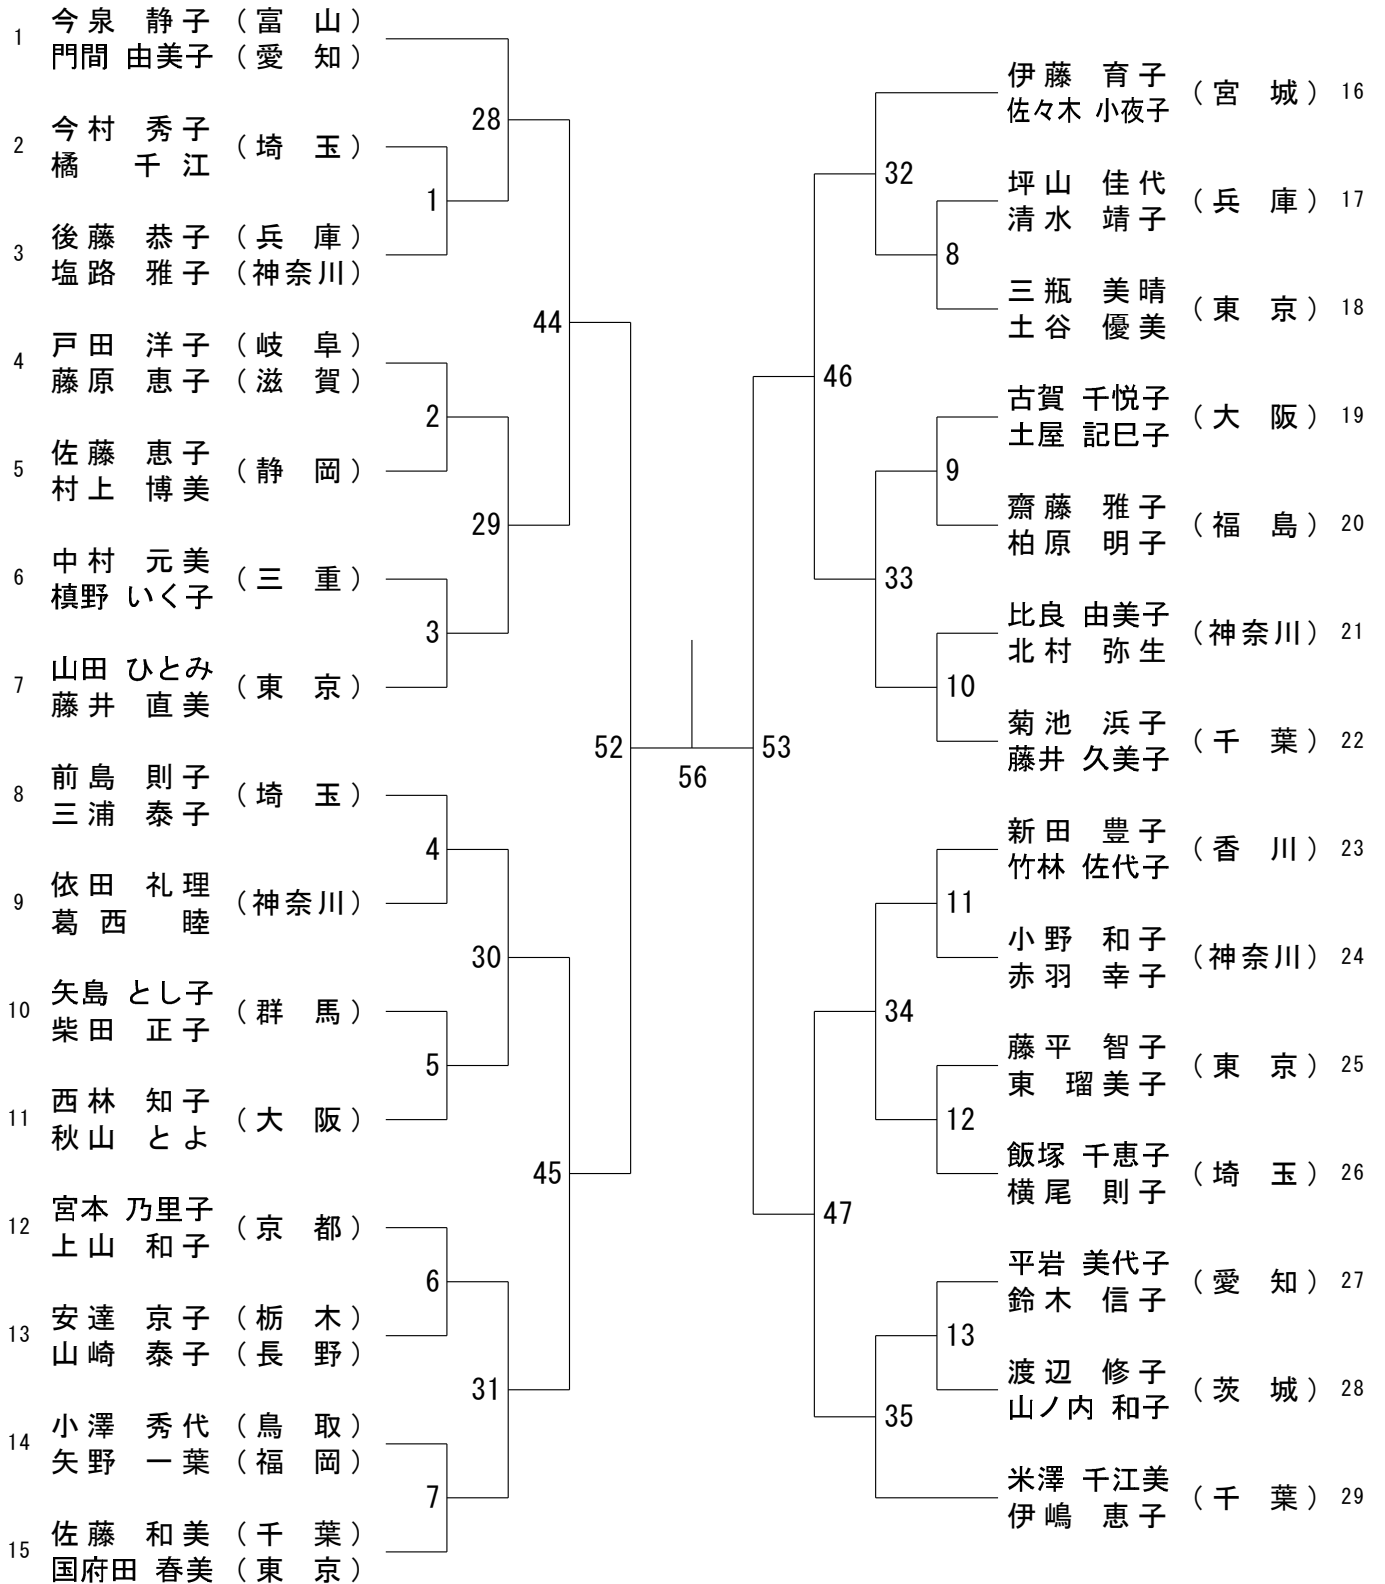 1 今泉 静子 (富 山)
門間 由美子 (愛 知)
2 今村 秀子 (埼 玉)
橘 千江
3 後藤 恭子 (兵 庫)
塩路 雅子 (神奈川)
4 戸田 洋子 (岐 阜)
藤原 恵子 (滋 賀)
5 佐藤 恵子 (静 岡)
村上 博美
6 中村 元美 (三 重)
槙野 いく子
7 山田 ひとみ (東 京)
藤井 直美
8 前島 則子 (埼 玉)
三浦 泰子
9 依田 礼理 (神奈川)
葛西 睦
10 矢島 とし子 (群 馬)
柴田 正子
11 西林 知子 (大 阪)
秋山 とよ
12 宮本 乃里子 (京 都)
上山 和子
13 安達 京子 (栃 木)
山崎 泰子 (長 野)
14 小澤 秀代 (鳥 取)
矢野 一葉 (福 岡)
15 佐藤 和美 (千 葉)
国府田 春美 (東 京)
1
2
3
4
5
6
7
28
29
30
31
44
45
52
56
53
46
47
32
33
34
35
8
9
10
11
12
13
伊藤 育子 (宮 城) 16
佐々木 小夜子
坪山 佳代 (兵 庫) 17
清水 靖子
三瓶 美晴 (東 京) 18
土谷 優美
古賀 千悦子 (大 阪) 19
土屋 記巳子
齋藤 雅子 (福 島) 20
柏原 明子
比良 由美子 (神奈川) 21
北村 弥生
菊池 浜子 (千 葉) 22
藤井 久美子
新田 豊子 (香 川) 23
竹林 佐代子
小野 和子 (神奈川) 24
赤羽 幸子
藤平 智子 (東 京) 25
東 瑠美子
飯塚 千恵子 (埼 玉) 26
横尾 則子
平岩 美代子 (愛 知) 27
鈴木 信子
渡辺 修子 (茨 城) 28
山ノ内 和子
米澤 千江美 (千 葉) 29
伊嶋 恵子